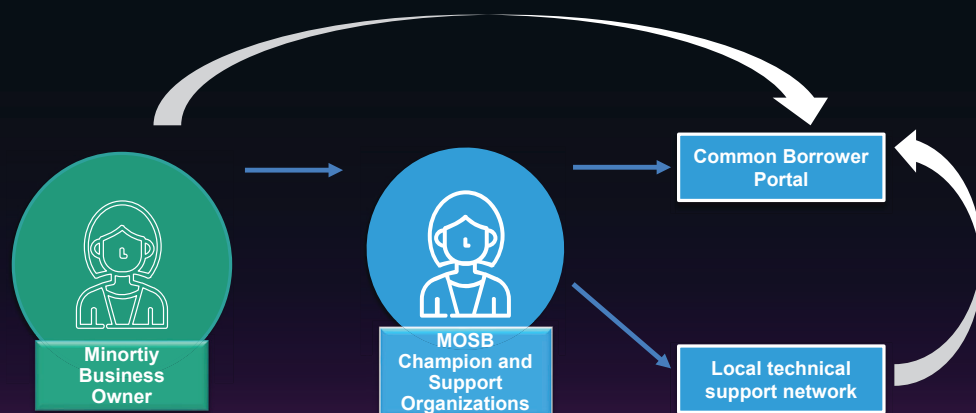 Minortiy
Business
Owner
MOSB
Champion and
Support
Organizations
Common Borrower
Portal
Local technical
support network